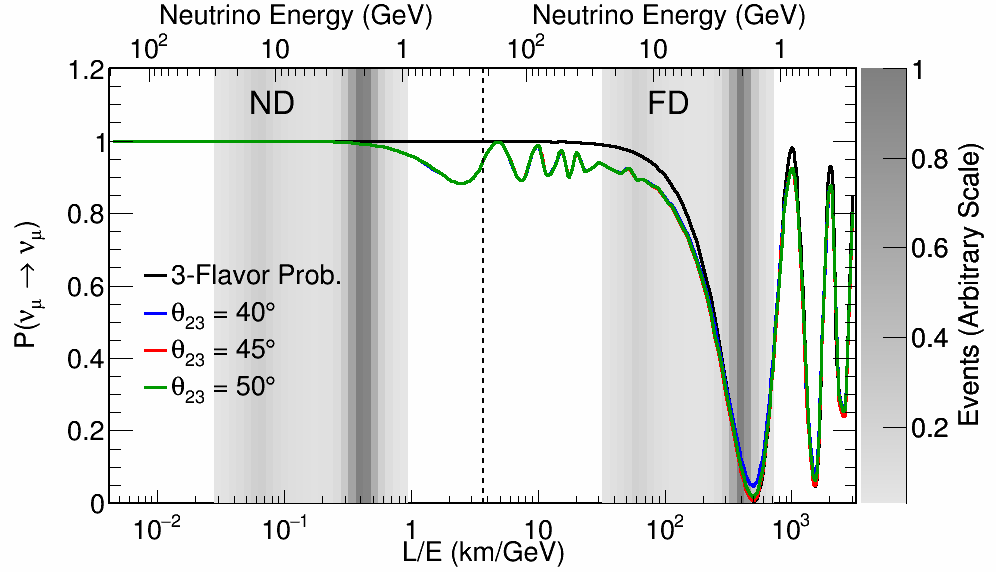 Neutrino Energy (GeV) Neutrino Energy (GeV)
10² 10 1 10² 10 1
1.2 1 0.8 0.6 0.4 0.2 0
P(νμ → νμ)
ND FD
3-Flavor Prob.
θ₂₃ = 40°
θ₂₃ = 45°
θ₂₃ = 50°
10⁻² 10⁻¹ 1 10 10² 10³
L/E (km/GeV)
1 0.8 0.6 0.4 0.2
Events (Arbitrary Scale)